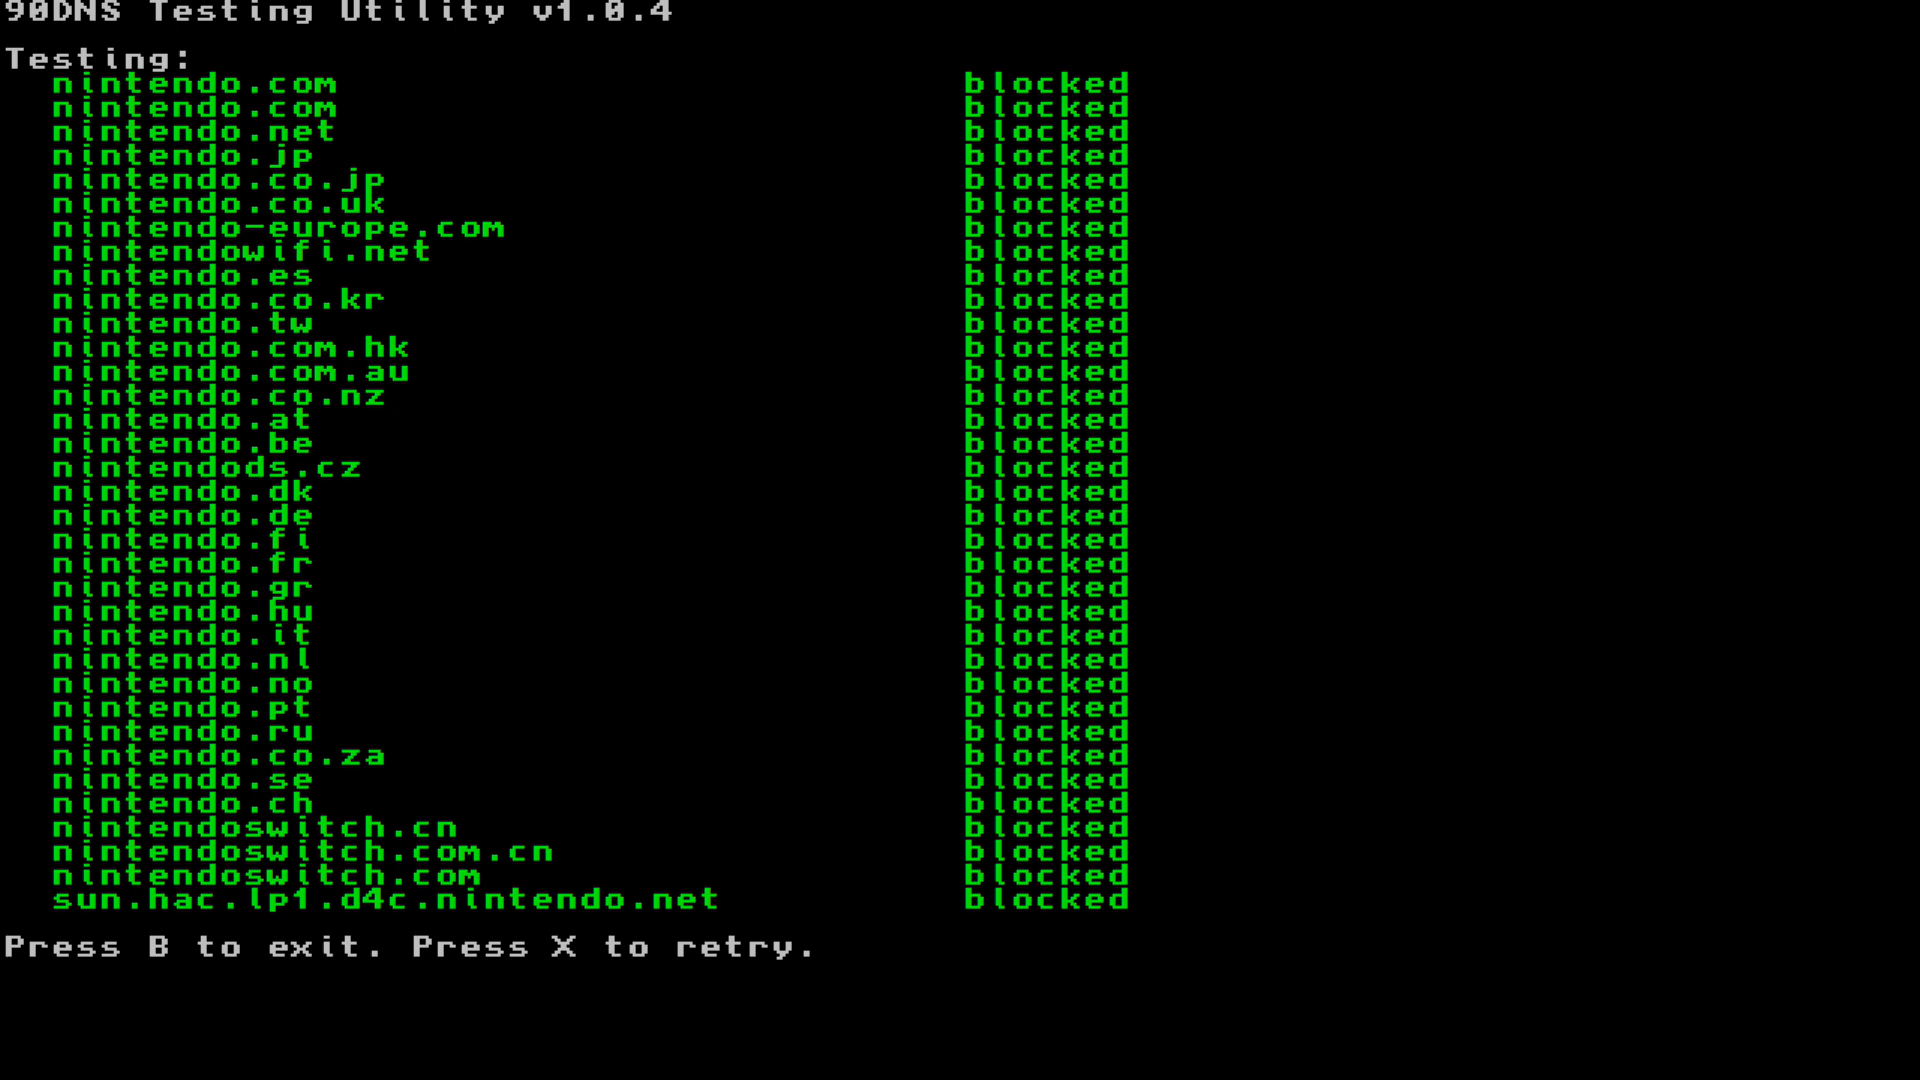 90DNS Testing Utility v1.0.4
Testing:
nintendo.com blocked
nintendo.com blocked
nintendo.net blocked
nintendo.jp blocked
nintendo.co.jp blocked
nintendo.co.uk blocked
nintendo-europe.com blocked
nintendowifi.net blocked
nintendo.es blocked
nintendo.co.kr blocked
nintendo.tw blocked
nintendo.com.hk blocked
nintendo.com.au blocked
nintendo.co.nz blocked
nintendo.at blocked
nintendo.be blocked
nintendods.cz blocked
nintendo.dk blocked
nintendo.de blocked
nintendo.fi blocked
nintendo.fr blocked
nintendo.gr blocked
nintendo.hu blocked
nintendo.it blocked
nintendo.nl blocked
nintendo.no blocked
nintendo.pt blocked
nintendo.ru blocked
nintendo.co.za blocked
nintendo.se blocked
nintendo.ch blocked
nintendoswitch.cn blocked
nintendoswitch.com.cn blocked
nintendoswitch.com blocked
sun.hac.lp1.d4c.nintendo.net blocked
Press B to exit. Press X to retry.